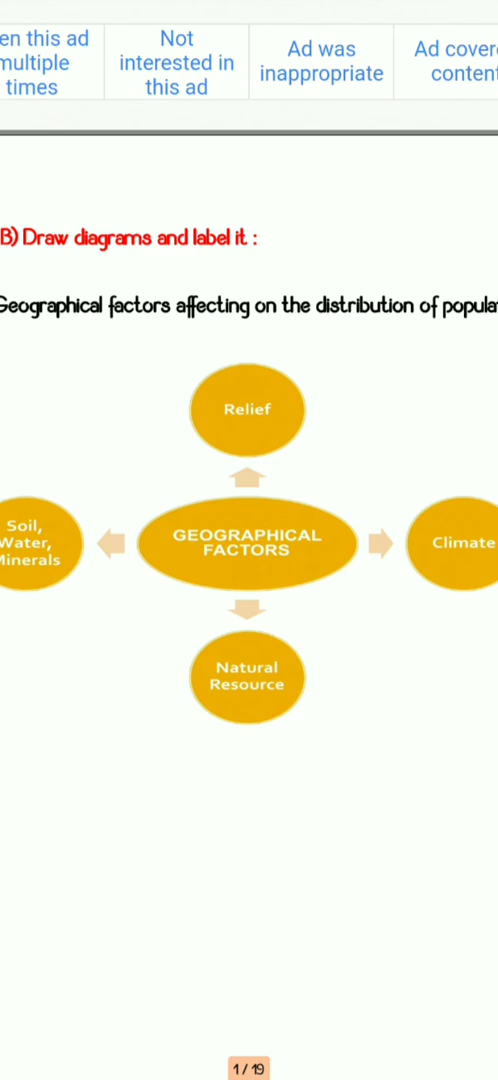 en this ad
multiple
times
Not
interested in
this ad
Ad was
inappropriate
Ad cover
content
B) Draw diagrams and label it :
Geographical factors affecting on the distribution of popula
Relief
Soil,
Water,
Minerals
GEOGRAPHICAL
FACTORS
Climate
Natural
Resource
1 / 19